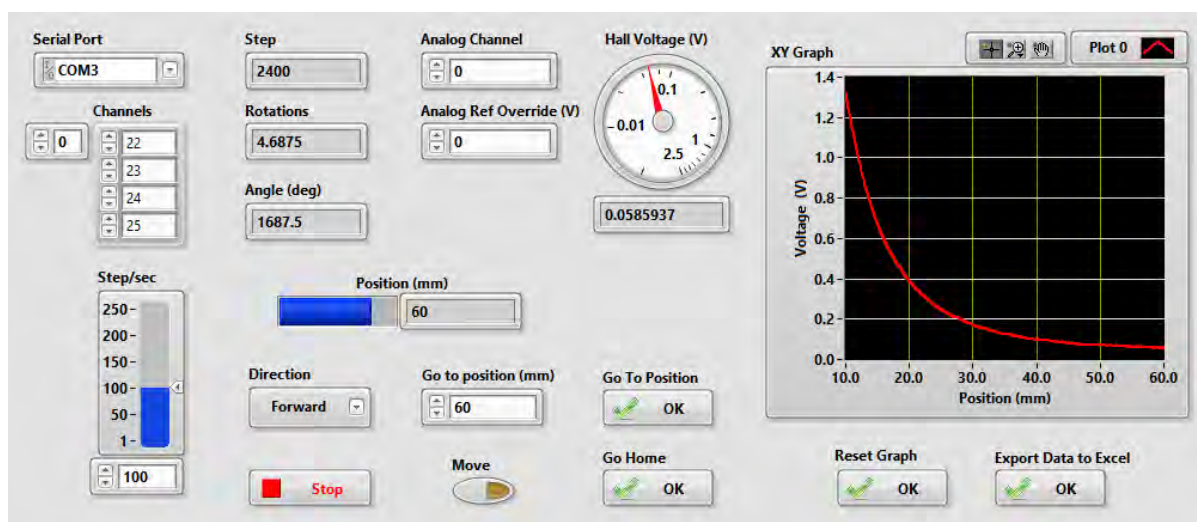 Serial Port
COM3
Channels
0
22
23
24
25
Step/sec
250
200
150
100
50
1
100
Step
2400
Rotations
4.6875
Angle (deg)
1687.5
Analog Channel
0
Analog Ref Override (V)
0
Hall Voltage (V)
0.1
-0.01
1
2.5
0.0585937
Position (mm)
60
Direction
Forward
Go to position (mm)
60
Go To Position
OK
Stop
Move
Go Home
OK
XY Graph
Plot 0
Voltage (V)
1.4
1.2
1.0
0.8
0.6
0.4
0.2
0.0
10.0 20.0 30.0 40.0 50.0 60.0
Position (mm)
Reset Graph
OK
Export Data to Excel
OK